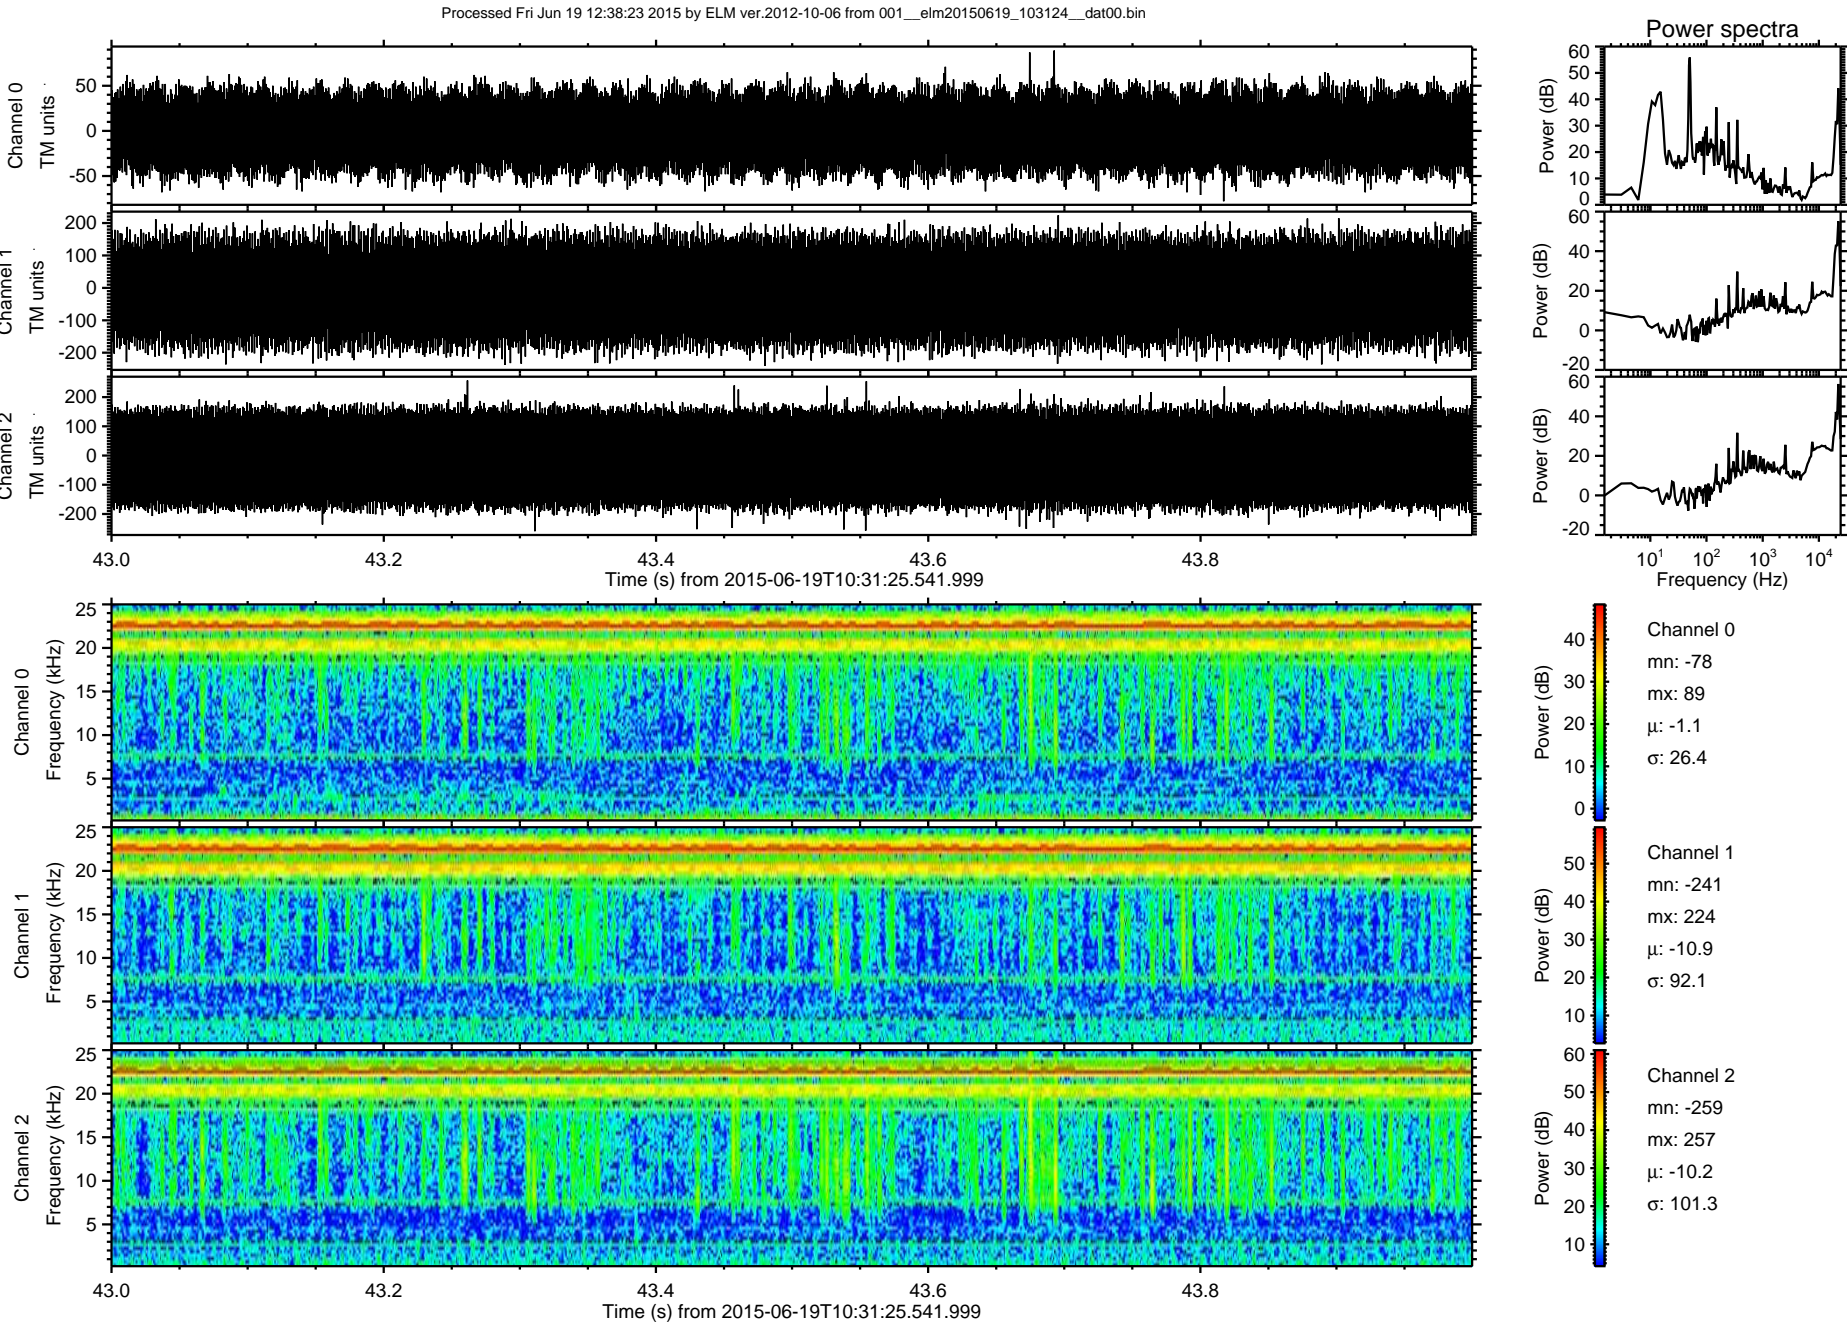 Processed Fri Jun 19 12:38:23 2015 by ELM ver.2012-10-06 from 001__elm20150619_103124__dat00.bin
Power spectra
Channel 0
TM units
50
0
-50
Power (dB)
60
50
40
30
20
10
0
Channel 1
TM units
200
100
0
-100
-200
Power (dB)
60
40
20
0
-20
Channel 2
TM units
200
100
0
-100
-200
Power (dB)
60
40
20
0
-20
43.0 43.2 43.4 43.6 43.8
Time (s) from 2015-06-19T10:31:25.541.999
10^1 10^2 10^3 10^4
Frequency (Hz)
Channel 0
Frequency (kHz)
25
20
15
10
5
Power (dB)
40
30
20
10
0
Channel 0
mn: -78
mx: 89
μ: -1.1
σ: 26.4
Channel 1
Frequency (kHz)
25
20
15
10
5
Power (dB)
50
40
30
20
10
Channel 1
mn: -241
mx: 224
μ: -10.9
σ: 92.1
Channel 2
Frequency (kHz)
25
20
15
10
5
Power (dB)
60
50
40
30
20
10
Channel 2
mn: -259
mx: 257
μ: -10.2
σ: 101.3
43.0 43.2 43.4 43.6 43.8
Time (s) from 2015-06-19T10:31:25.541.999